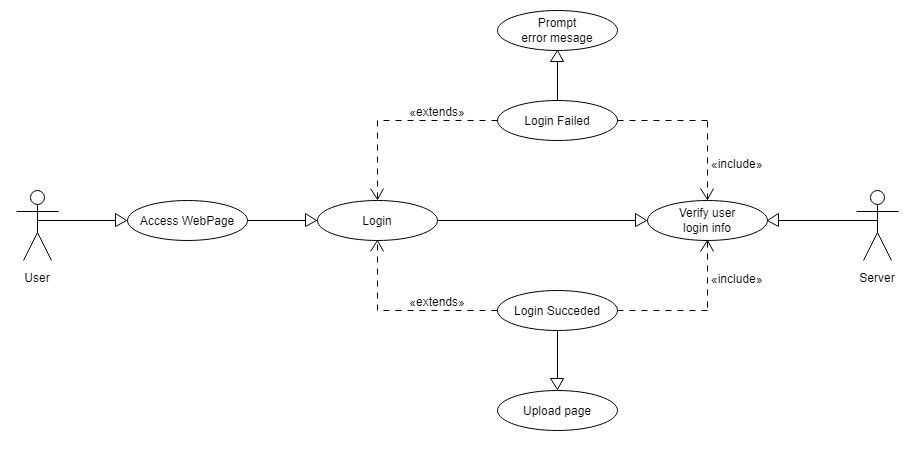 Prompt
error mesage
«extends»
Login Failed
«include»
Access WebPage
Login
Verify user
login info
User
Server
«include»
«extends»
Login Succeded
Upload page